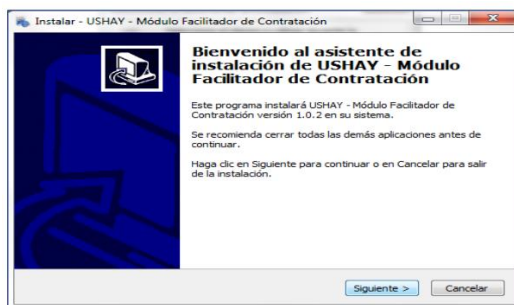 Instalar - USHAY - Módulo Facilitador de Contratación
Bienvenido al asistente de
instalación de USHAY - Módulo
Facilitador de Contratación
Este programa instalará USHAY - Módulo Facilitador de
Contratación versión 1.0.2 en su sistema.
Se recomienda cerrar todas las demás aplicaciones antes de
continuar.
Haga clic en Siguiente para continuar o en Cancelar para salir
de la instalación.
Siguiente > Cancelar